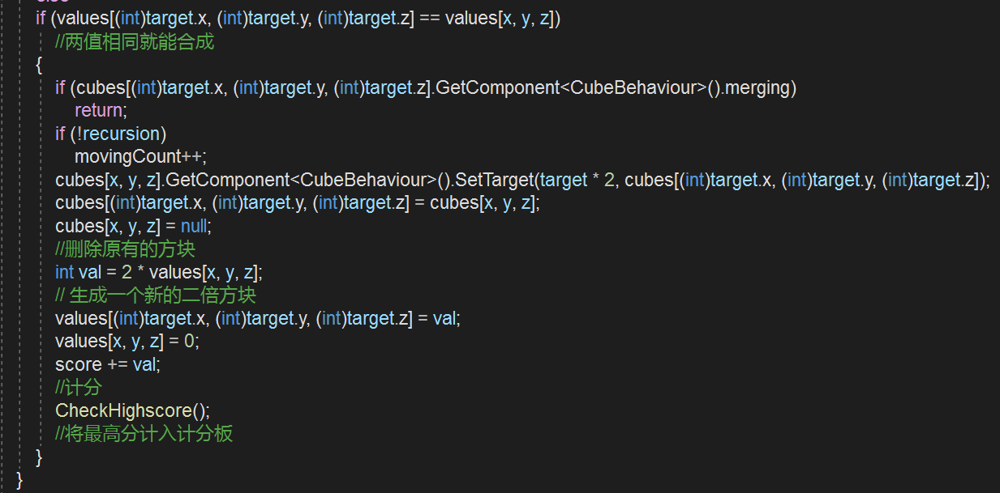 else
if (values[(int)target.x, (int)target.y, (int)target.z] == values[x, y, z])
//两值相同就能合成
{
if (cubes[(int)target.x, (int)target.y, (int)target.z].GetComponent<CubeBehaviour>().merging)
return;
if (!recursion)
movingCount++;
cubes[x, y, z].GetComponent<CubeBehaviour>().SetTarget(target * 2, cubes[(int)target.x, (int)target.y, (int)target.z]);
cubes[(int)target.x, (int)target.y, (int)target.z] = cubes[x, y, z];
cubes[x, y, z] = null;
//删除原有的方块
int val = 2 * values[x, y, z];
// 生成一个新的二倍方块
values[(int)target.x, (int)target.y, (int)target.z] = val;
values[x, y, z] = 0;
score += val;
//计分
CheckHighscore();
//将最高分计入计分板
}
}